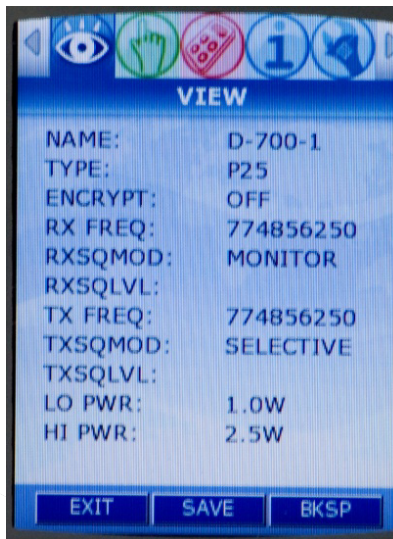 VIEW
NAME: D-700-1
TYPE: P25
ENCRYPT: OFF
RX FREQ: 774856250
RXSQMOD: MONITOR
RXSQLVL:
TX FREQ: 774856250
TXSQMOD: SELECTIVE
TXSQLVL:
LO PWR: 1.0W
HI PWR: 2.5W
EXIT SAVE BKSP